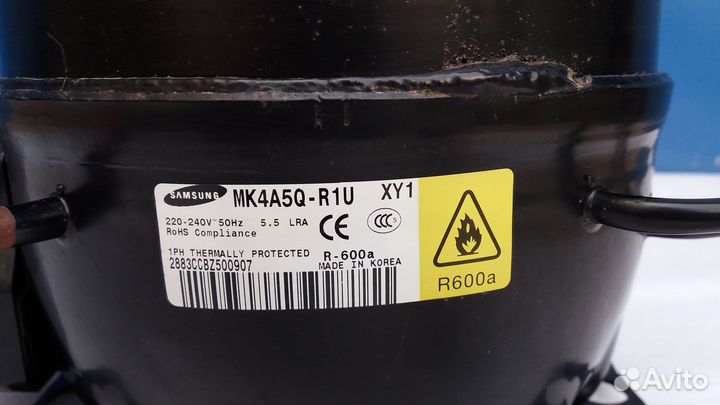 SAMSUNG MK4A5Q-R1U XY1
220-240V~50Hz 5.5 LRA
RoHS Compliance
CE
CCC S
1PH THERMALLY PROTECTED R-600a
2883CCBZ500907 MADE IN KOREA
R600a
Avito